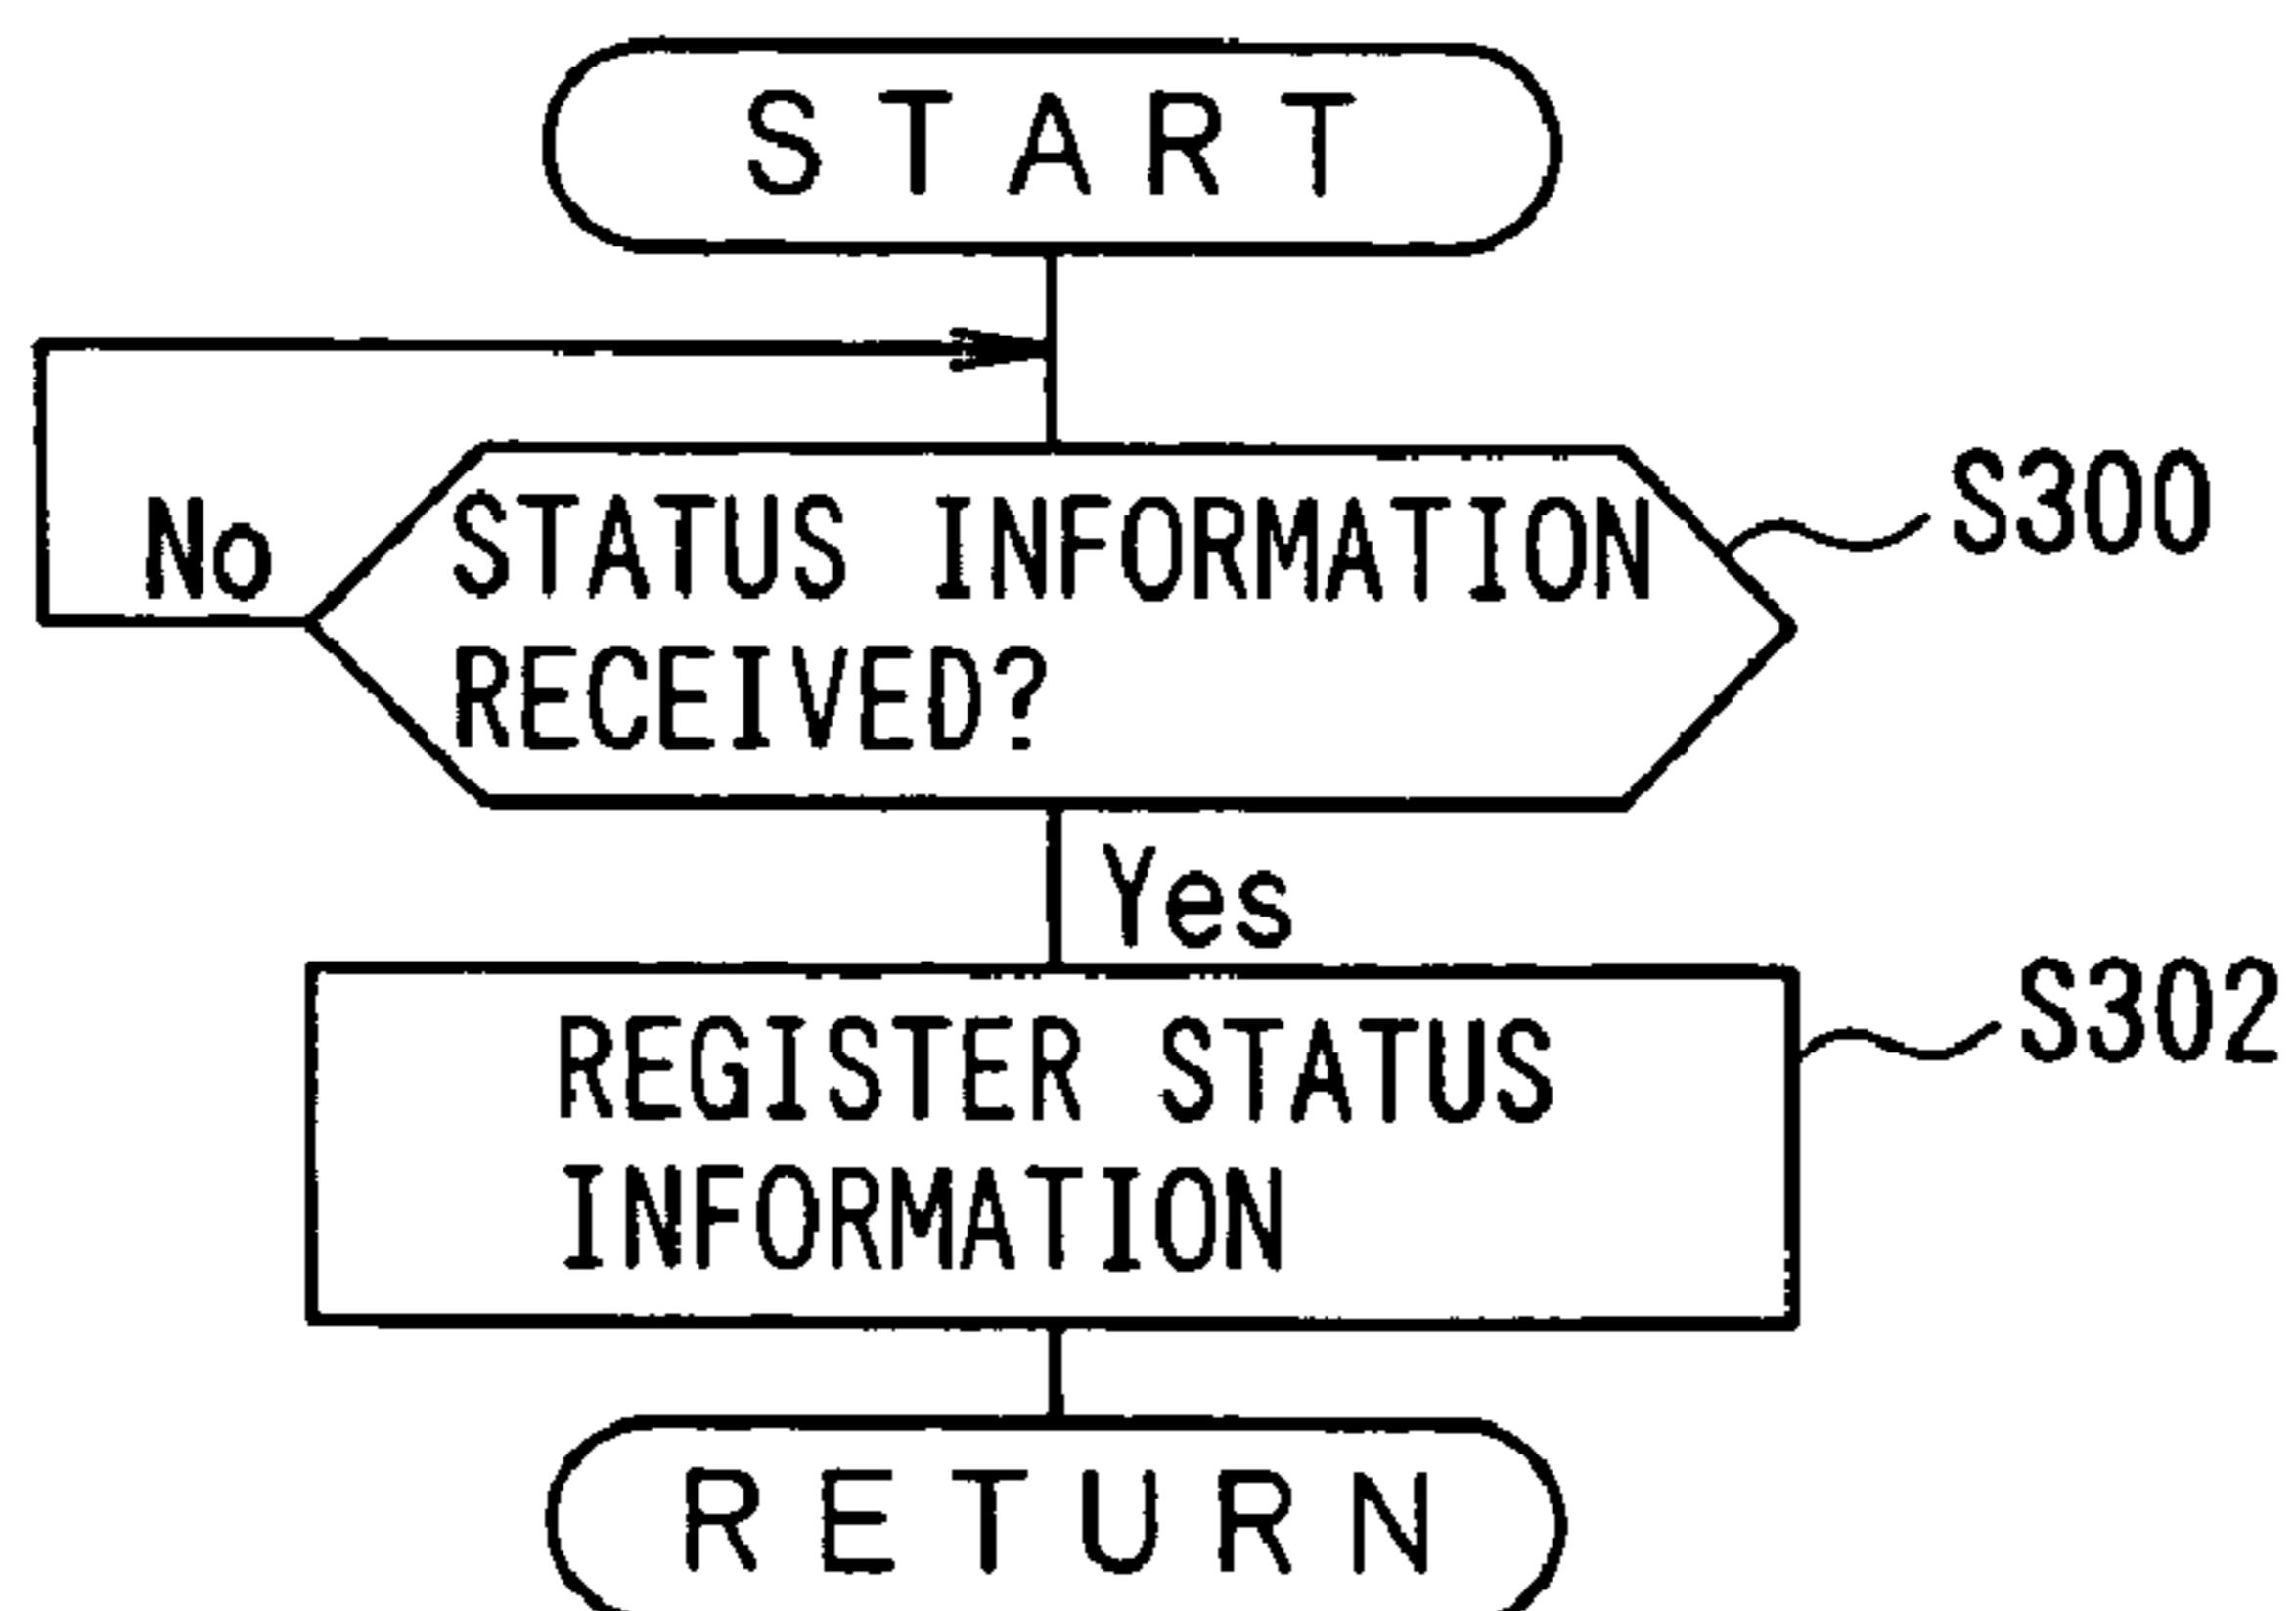 START
No
STATUS INFORMATION
RECEIVED?
S300
Yes
REGISTER STATUS
INFORMATION
S302
RETURN